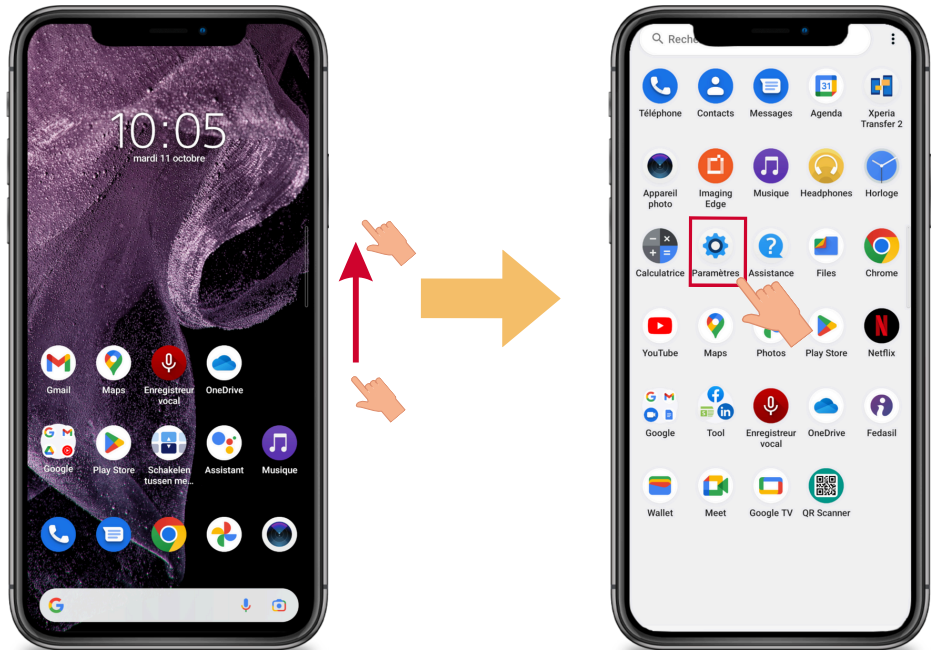 10:05
mardi 11 octobre
Gmail
Maps
Enregistreur
vocal
OneDrive
Google
Play Store
Schakelen
tussen me...
Assistant
Musique
Reche
Téléphone
Contacts
Messages
31
Agenda
Xperia
Transfer 2
Appareil
photo
Imaging
Edge
Musique
Headphones
Horloge
Calculatrice
Paramètres
Assistance
Files
Chrome
YouTube
Maps
Photos
Play Store
Netflix
Google
Tool
Enregistreur
vocal
OneDrive
Fedasil
Wallet
Meet
Google TV
QR Scanner